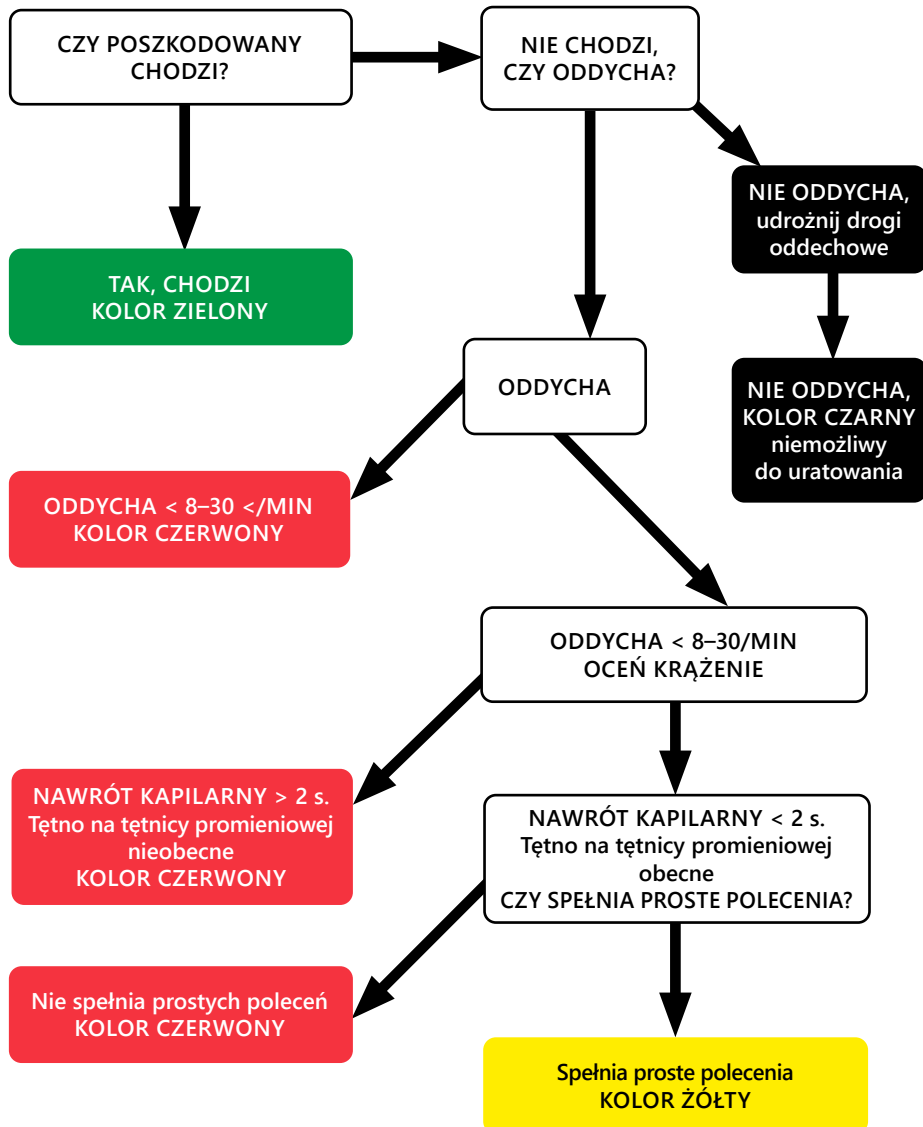 CZY POSZKODOWANY
CHODZI?
NIE CHODZI,
CZY ODDYCHA?
NIE ODDYCHA,
udrożnij drogi
oddechowe
TAK, CHODZI
KOLOR ZIELONY
ODDYCHA
NIE ODDYCHA,
KOLOR CZARNY
niemożliwy
do uratowania
ODDYCHA < 8–30 </MIN
KOLOR CZERWONY
ODDYCHA < 8–30/MIN
OCEŃ KRĄŻENIE
NAWRÓT KAPILARNY > 2 s.
Tętno na tętnicy promieniowej
nieobecne
KOLOR CZERWONY
NAWRÓT KAPILARNY < 2 s.
Tętno na tętnicy promieniowej
obecne
CZY SPEŁNIA PROSTE POLECENIA?
Nie spełnia prostych poleceń
KOLOR CZERWONY
Spełnia proste polecenia
KOLOR ŻÓŁTY